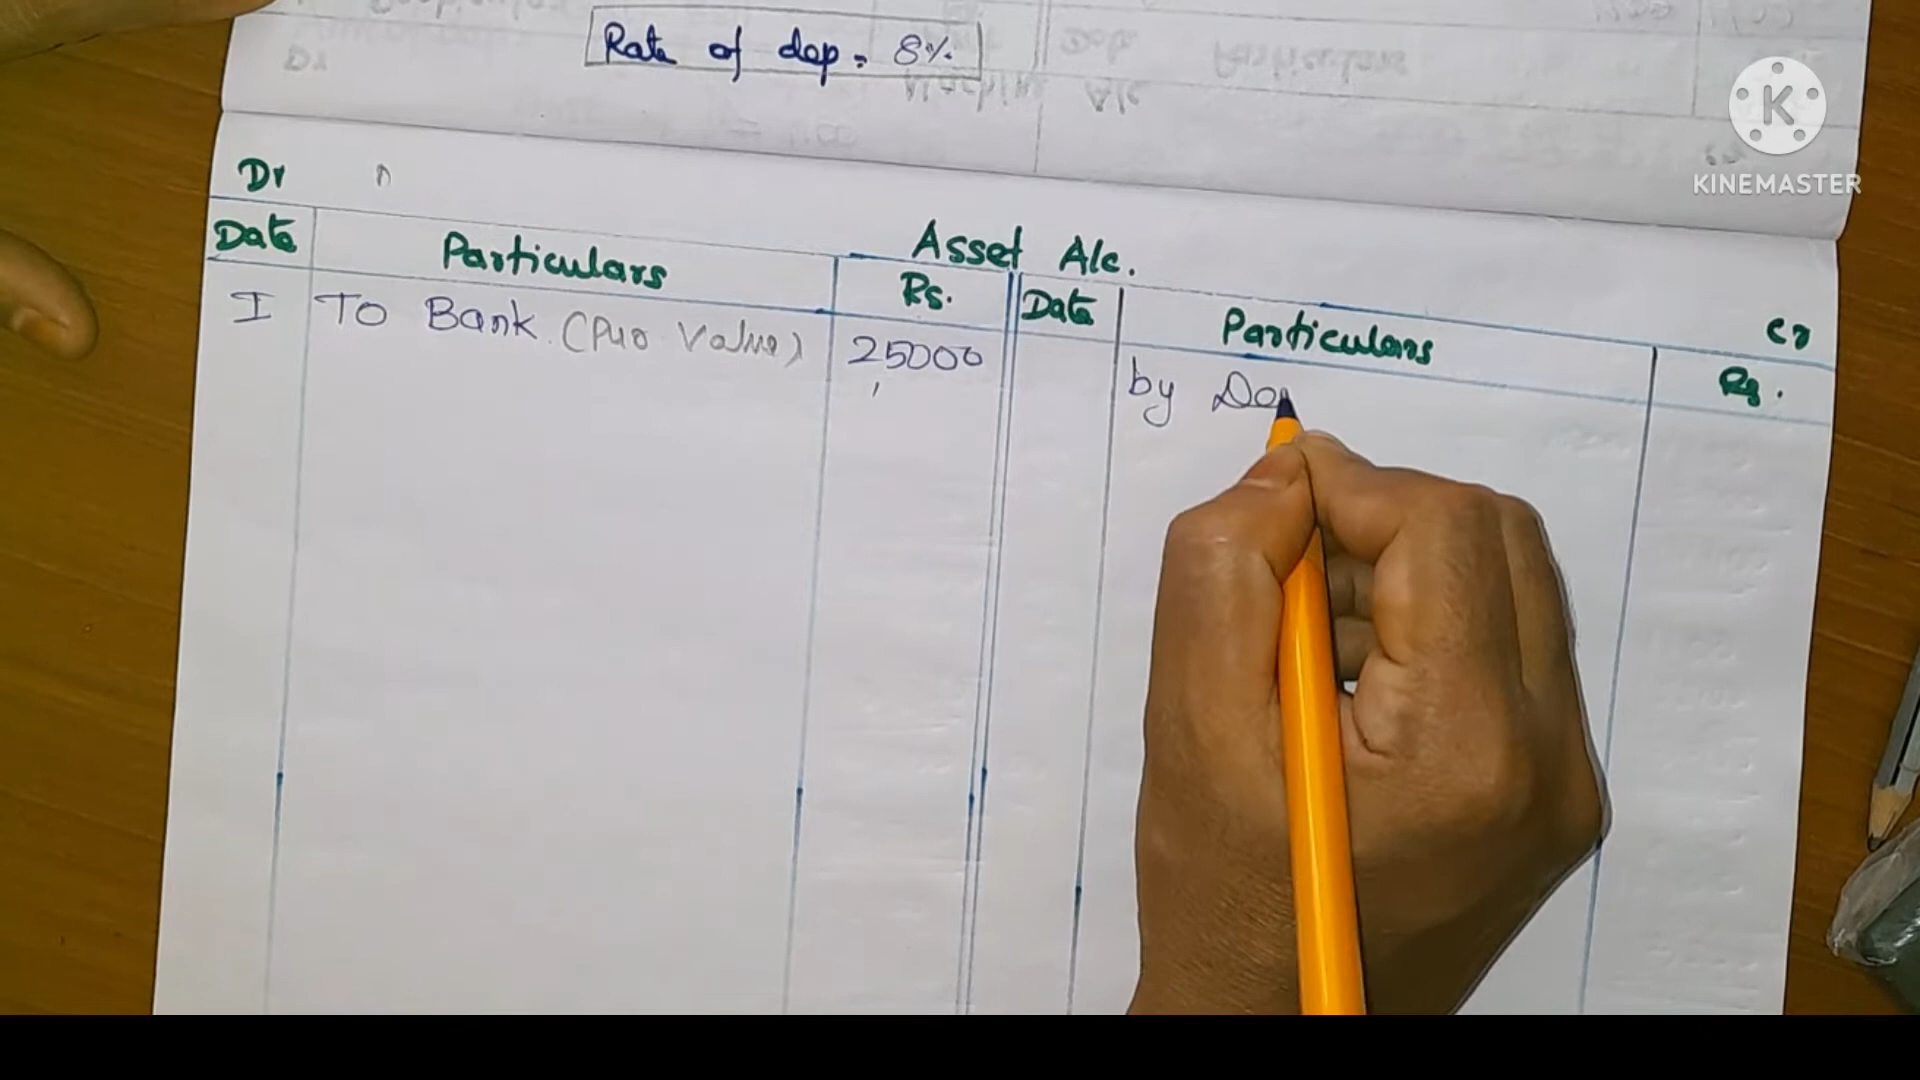 Rate of dep. = 8%
K
KINEMASTER
Dr
Asset A/c.
Cr
Date Particulars Rs. Date Particulars Rs.
I To Bank (Pur Value) 25000 by Dep